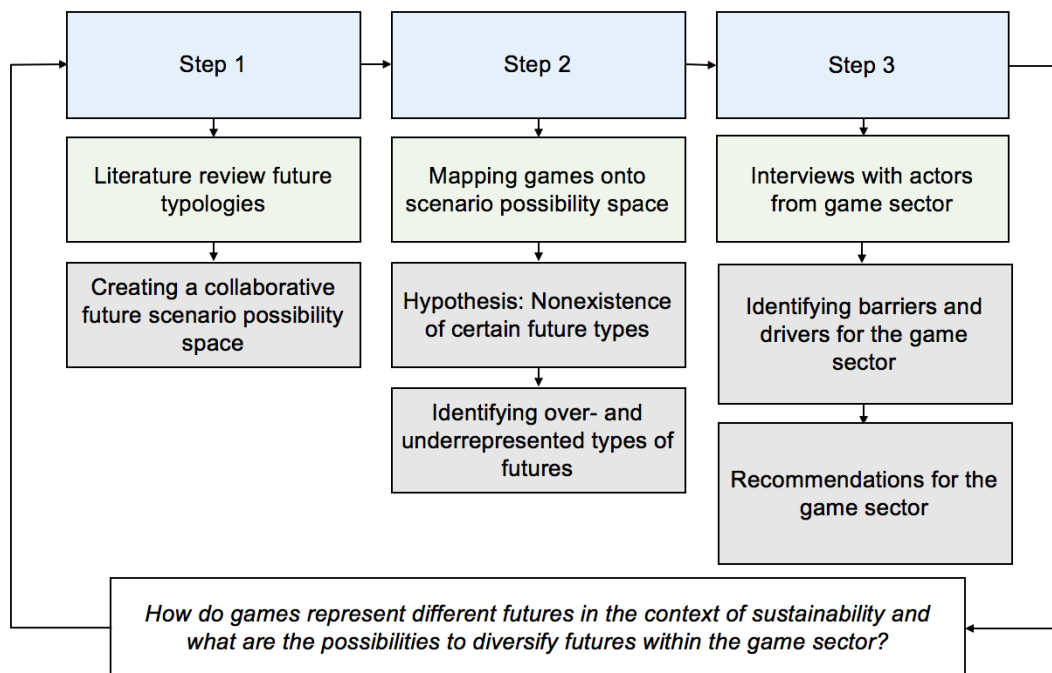 Step 1
Step 2
Step 3
Literature review future
typologies
Mapping games onto
scenario possibility space
Interviews with actors
from game sector
Creating a collaborative
future scenario possibility
space
Hypothesis: Nonexistence
of certain future types
Identifying barriers and
drivers for the game
sector
Identifying over- and
underrepresented types of
futures
Recommendations for the
game sector
How do games represent different futures in the context of sustainability and
what are the possibilities to diversify futures within the game sector?